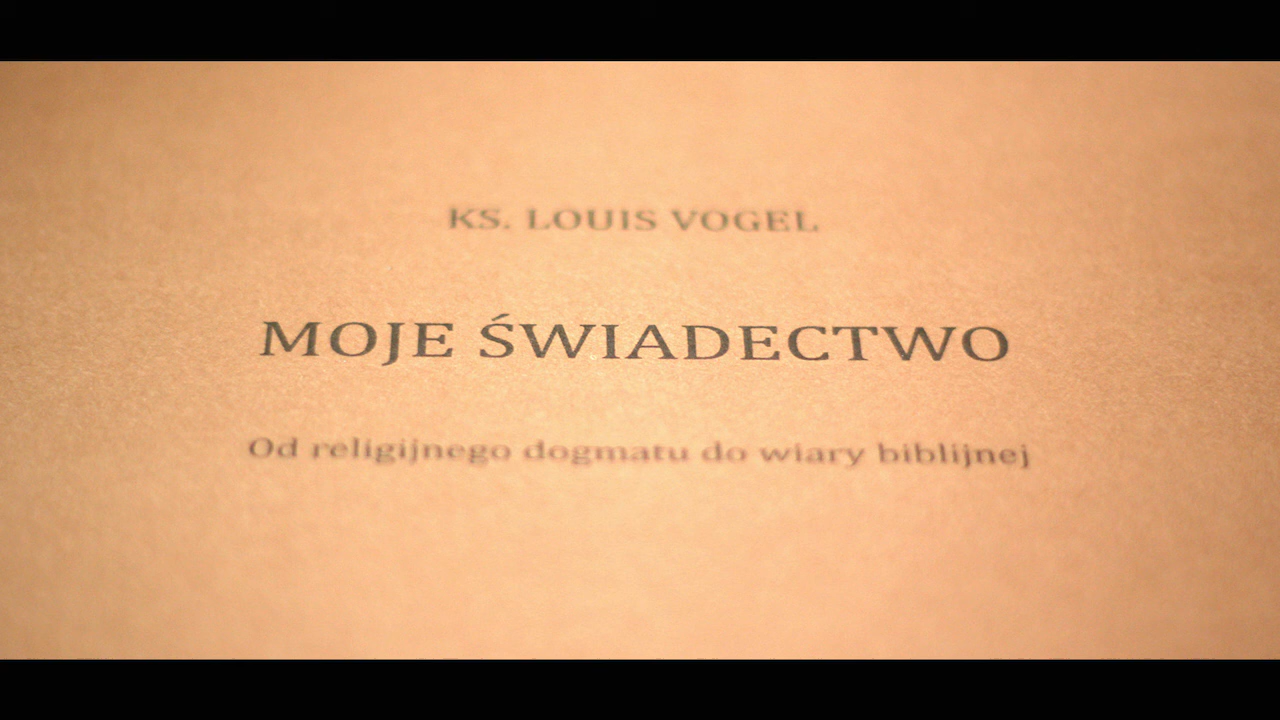 KS. LOUIS VOGEL
MOJE ŚWIADECTWO
Od religijnego dogmatu do wiary biblijnej